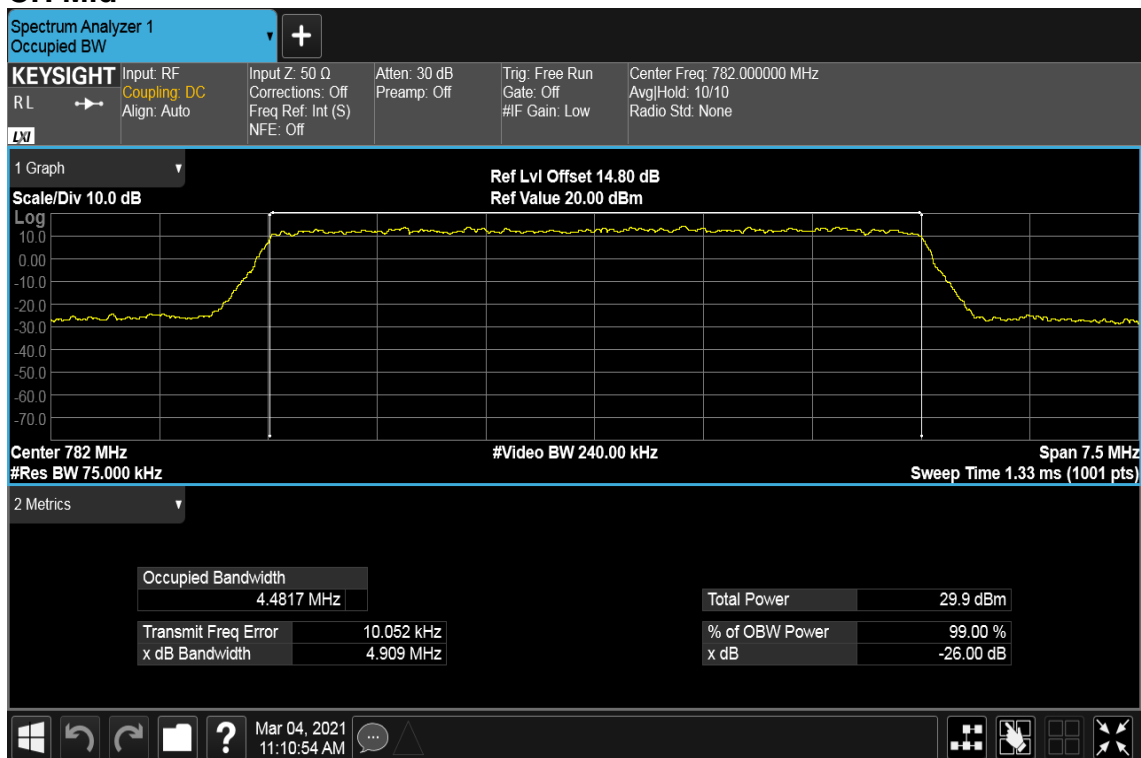 Spectrum Analyzer 1
Occupied BW
KEYSIGHT
R L
LXI
Input: RF
Coupling: DC
Align: Auto
Input Z: 50 Ω
Corrections: Off
Freq Ref: Int (S)
NFE: Off
Atten: 30 dB
Preamp: Off
Trig: Free Run
Gate: Off
#IF Gain: Low
Center Freq: 782.000000 MHz
Avg|Hold: 10/10
Radio Std: None
1 Graph
Scale/Div 10.0 dB
Ref Lvl Offset 14.80 dB
Ref Value 20.00 dBm
Log
10.0
0.00
-10.0
-20.0
-30.0
-40.0
-50.0
-60.0
-70.0
Center 782 MHz
#Video BW 240.00 kHz
Span 7.5 MHz
#Res BW 75.000 kHz
Sweep Time 1.33 ms (1001 pts)
2 Metrics
Occupied Bandwidth
4.4817 MHz
Total Power 29.9 dBm
Transmit Freq Error 10.052 kHz
% of OBW Power 99.00 %
x dB Bandwidth 4.909 MHz
x dB -26.00 dB
?
Mar 04, 2021
11:10:54 AM